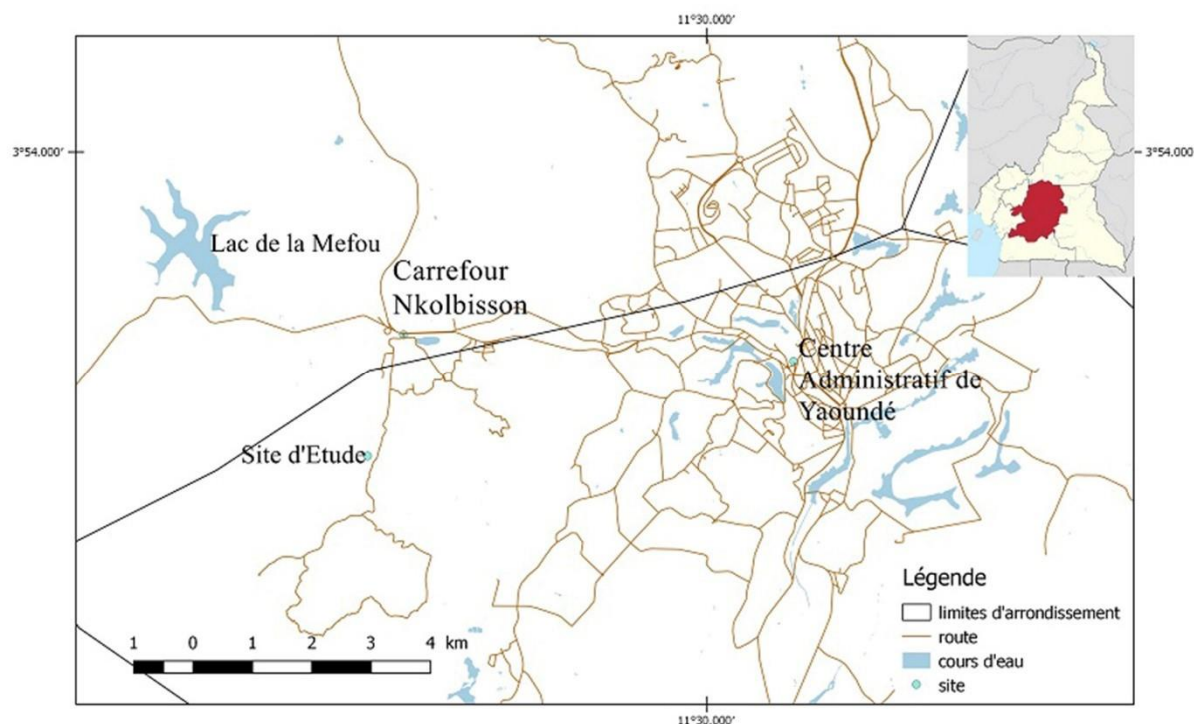 11°30.000'
3°54.000'
3°54.000
Lac de la Mefou
Carrefour
Nkolbisson
Centre
Administratif de
Yaoundé
Site d'Etude
Légende
limites d'arrondissement
route
cours d'eau
site
1 0 1 2 3 4 km
11°30.000'